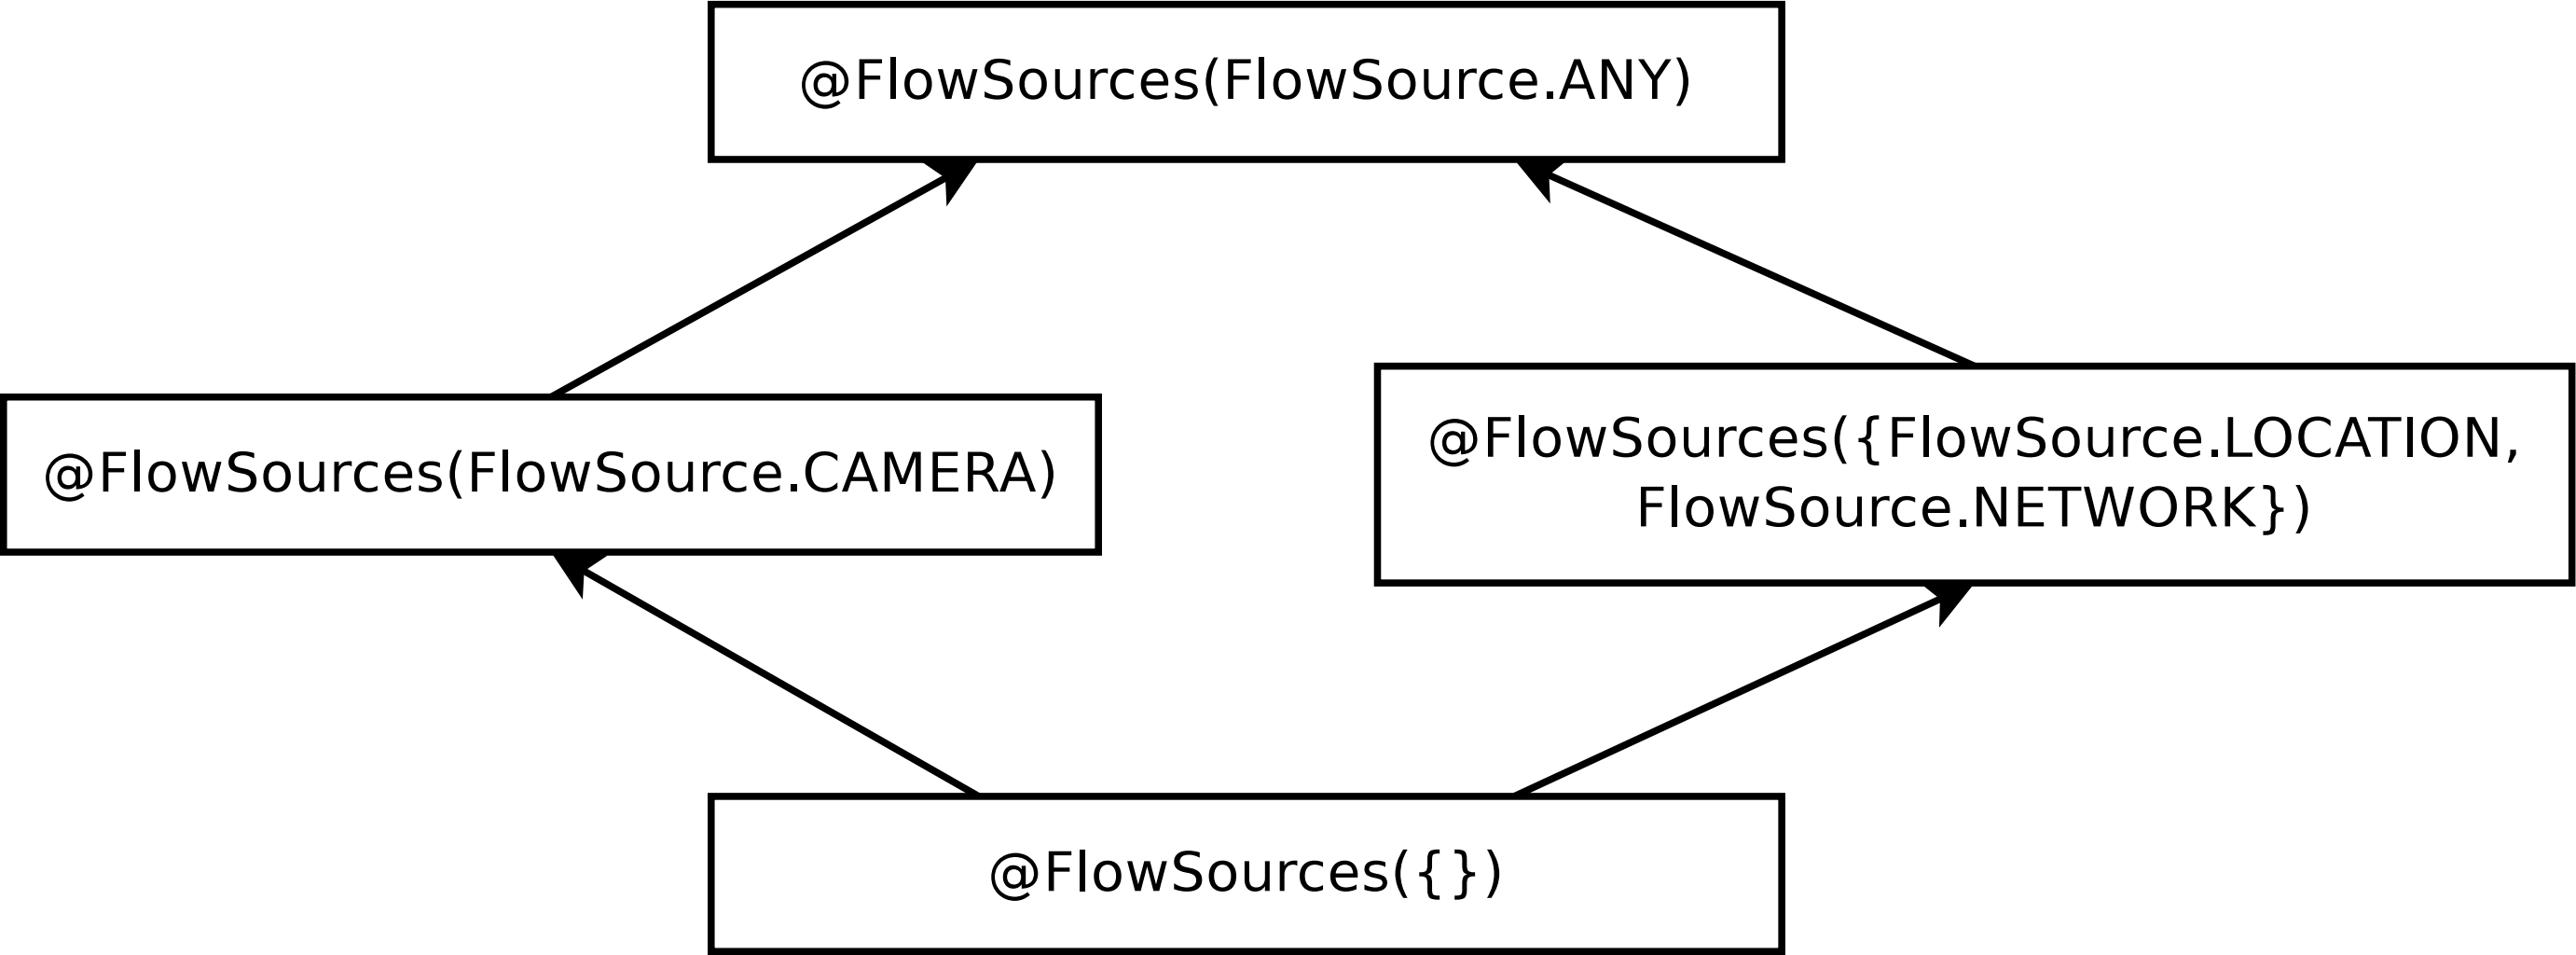 @FlowSources(FlowSource.ANY)
@FlowSources(FlowSource.CAMERA)
@FlowSources({FlowSource.LOCATION,
FlowSource.NETWORK})
@FlowSources({})